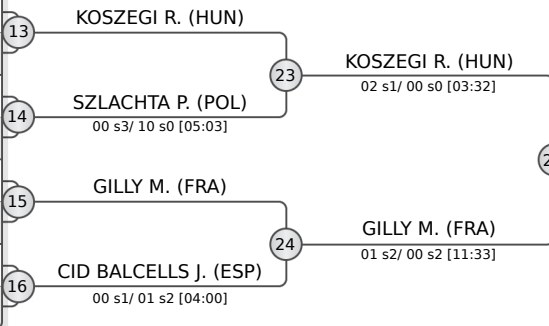 13
KOSZEGI R. (HUN)
23
KOSZEGI R. (HUN)
02 s1/ 00 s0 [03:32]
14
SZLACHTA P. (POL)
00 s3/ 10 s0 [05:03]
15
GILLY M. (FRA)
24
GILLY M. (FRA)
01 s2/ 00 s2 [11:33]
16
CID BALCELLS J. (ESP)
00 s1/ 01 s2 [04:00]